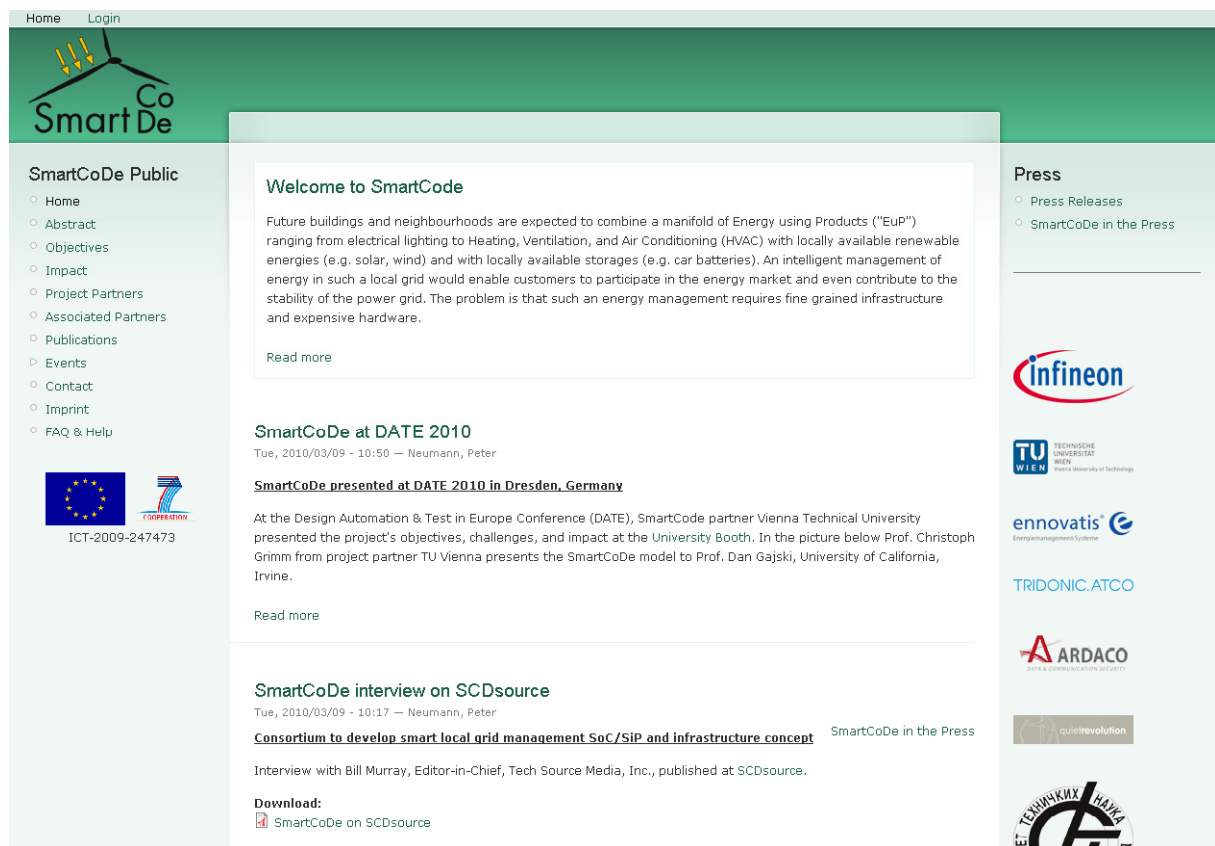 Home Login
Smart Co De
SmartCoDe Public
Home
Abstract
Objectives
Impact
Project Partners
Associated Partners
Publications
Events
Contact
Imprint
FAQ & Help
COOPERATION
ICT-2009-247473
Welcome to SmartCode
Future buildings and neighbourhoods are expected to combine a manifold of Energy using Products ("EuP")
ranging from electrical lighting to Heating, Ventilation, and Air Conditioning (HVAC) with locally available renewable
energies (e.g. solar, wind) and with locally available storages (e.g. car batteries). An intelligent management of
energy in such a local grid would enable customers to participate in the energy market and even contribute to the
stability of the power grid. The problem is that such an energy management requires fine grained infrastructure
and expensive hardware.
Read more
SmartCoDe at DATE 2010
Tue, 2010/03/09 - 10:50 — Neumann, Peter
SmartCoDe presented at DATE 2010 in Dresden, Germany
At the Design Automation & Test in Europe Conference (DATE), SmartCode partner Vienna Technical University
presented the project's objectives, challenges, and impact at the University Booth. In the picture below Prof. Christoph
Grimm from project partner TU Vienna presents the SmartCoDe model to Prof. Dan Gajski, University of California,
Irvine.
Read more
SmartCoDe interview on SCDsource
Tue, 2010/03/09 - 10:17 — Neumann, Peter
SmartCoDe in the Press
Consortium to develop smart local grid management SoC/SiP and infrastructure concept
Interview with Bill Murray, Editor-in-Chief, Tech Source Media, Inc., published at SCDsource.
Download:
SmartCoDe on SCDsource
Press
Press Releases
SmartCoDe in the Press
infineon
TU WIEN
TECHNISCHE
UNIVERSITÄT
WIEN
Vienna University of Technology
ennovatis
Energiemanagement-Systeme
TRIDONIC.ATCO
ARDACO
DATA & COMMUNICATION SECURITY
quietrevolution
ТЕХНИЧКИХ НАУКА